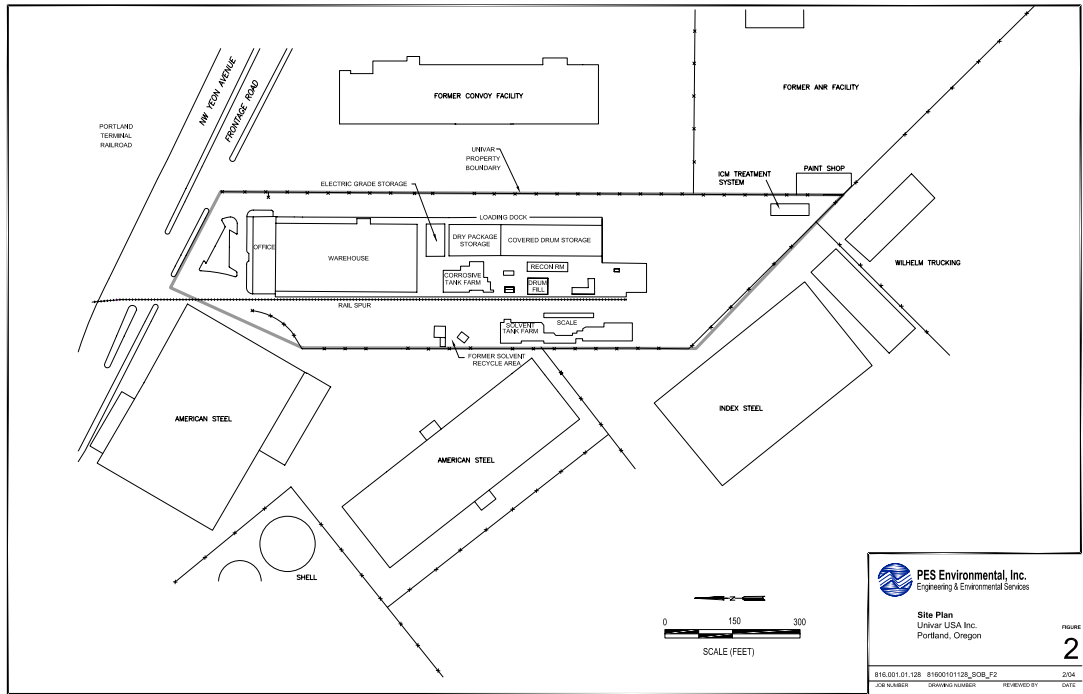 NW YEON AVENUE
FRONTAGE ROAD
PORTLAND
TERMINAL
RAILROAD
FORMER CONVOY FACILITY
FORMER ANR FACILITY
UNIVAR
PROPERTY
BOUNDARY
ELECTRIC GRADE STORAGE
ICM TREATMENT
SYSTEM
PAINT SHOP
LOADING DOCK
OFFICE
WAREHOUSE
DRY PACKAGE
STORAGE
COVERED DRUM STORAGE
WILHELM TRUCKING
RECON RM
CORROSIVE
TANK FARM
DRUM
FILL
RAIL SPUR
SCALE
SOLVENT
TANK FARM
FORMER SOLVENT
RECYCLE AREA
AMERICAN STEEL
INDEX STEEL
AMERICAN STEEL
SHELL
N
0 150 300
SCALE (FEET)
PES Environmental, Inc.
Engineering & Environmental Services
Site Plan
Univar USA Inc.
Portland, Oregon
FIGURE
2
816.001.01.128 81600101128_SOB_F2 2/04
JOB NUMBER DRAWING NUMBER REVIEWED BY DATE